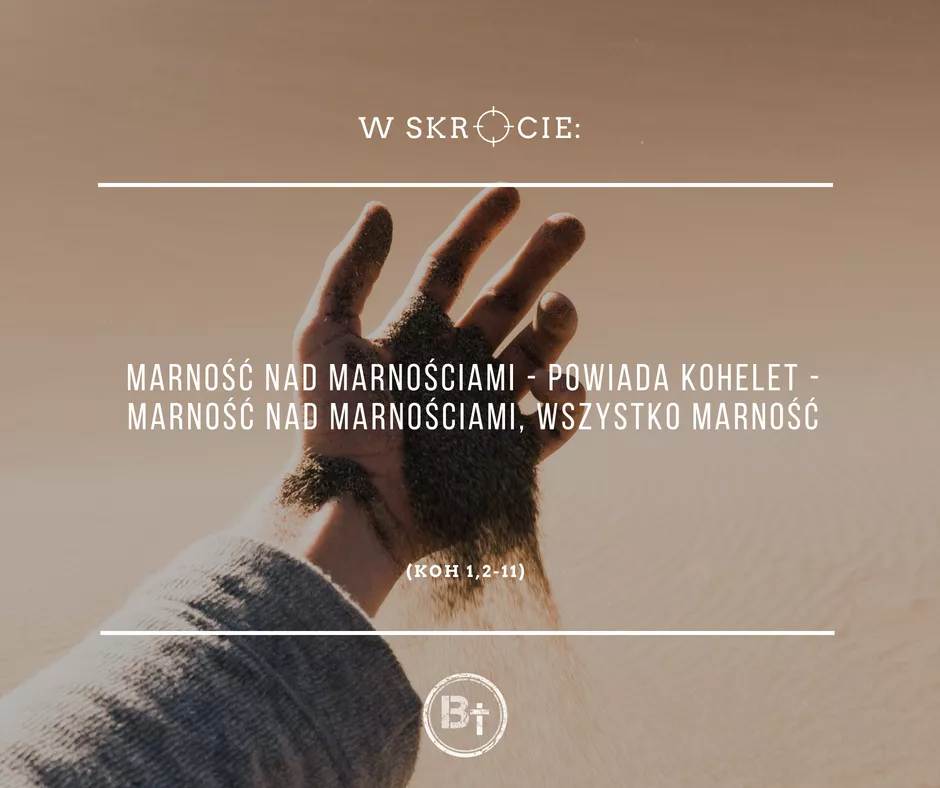 W SKRÓCIE:
MARNOŚĆ NAD MARNOŚCIAMI - POWIADA KOHELET -
MARNOŚĆ NAD MARNOŚCIAMI, WSZYSTKO MARNOŚĆ
(KOH 1,2-11)
B†